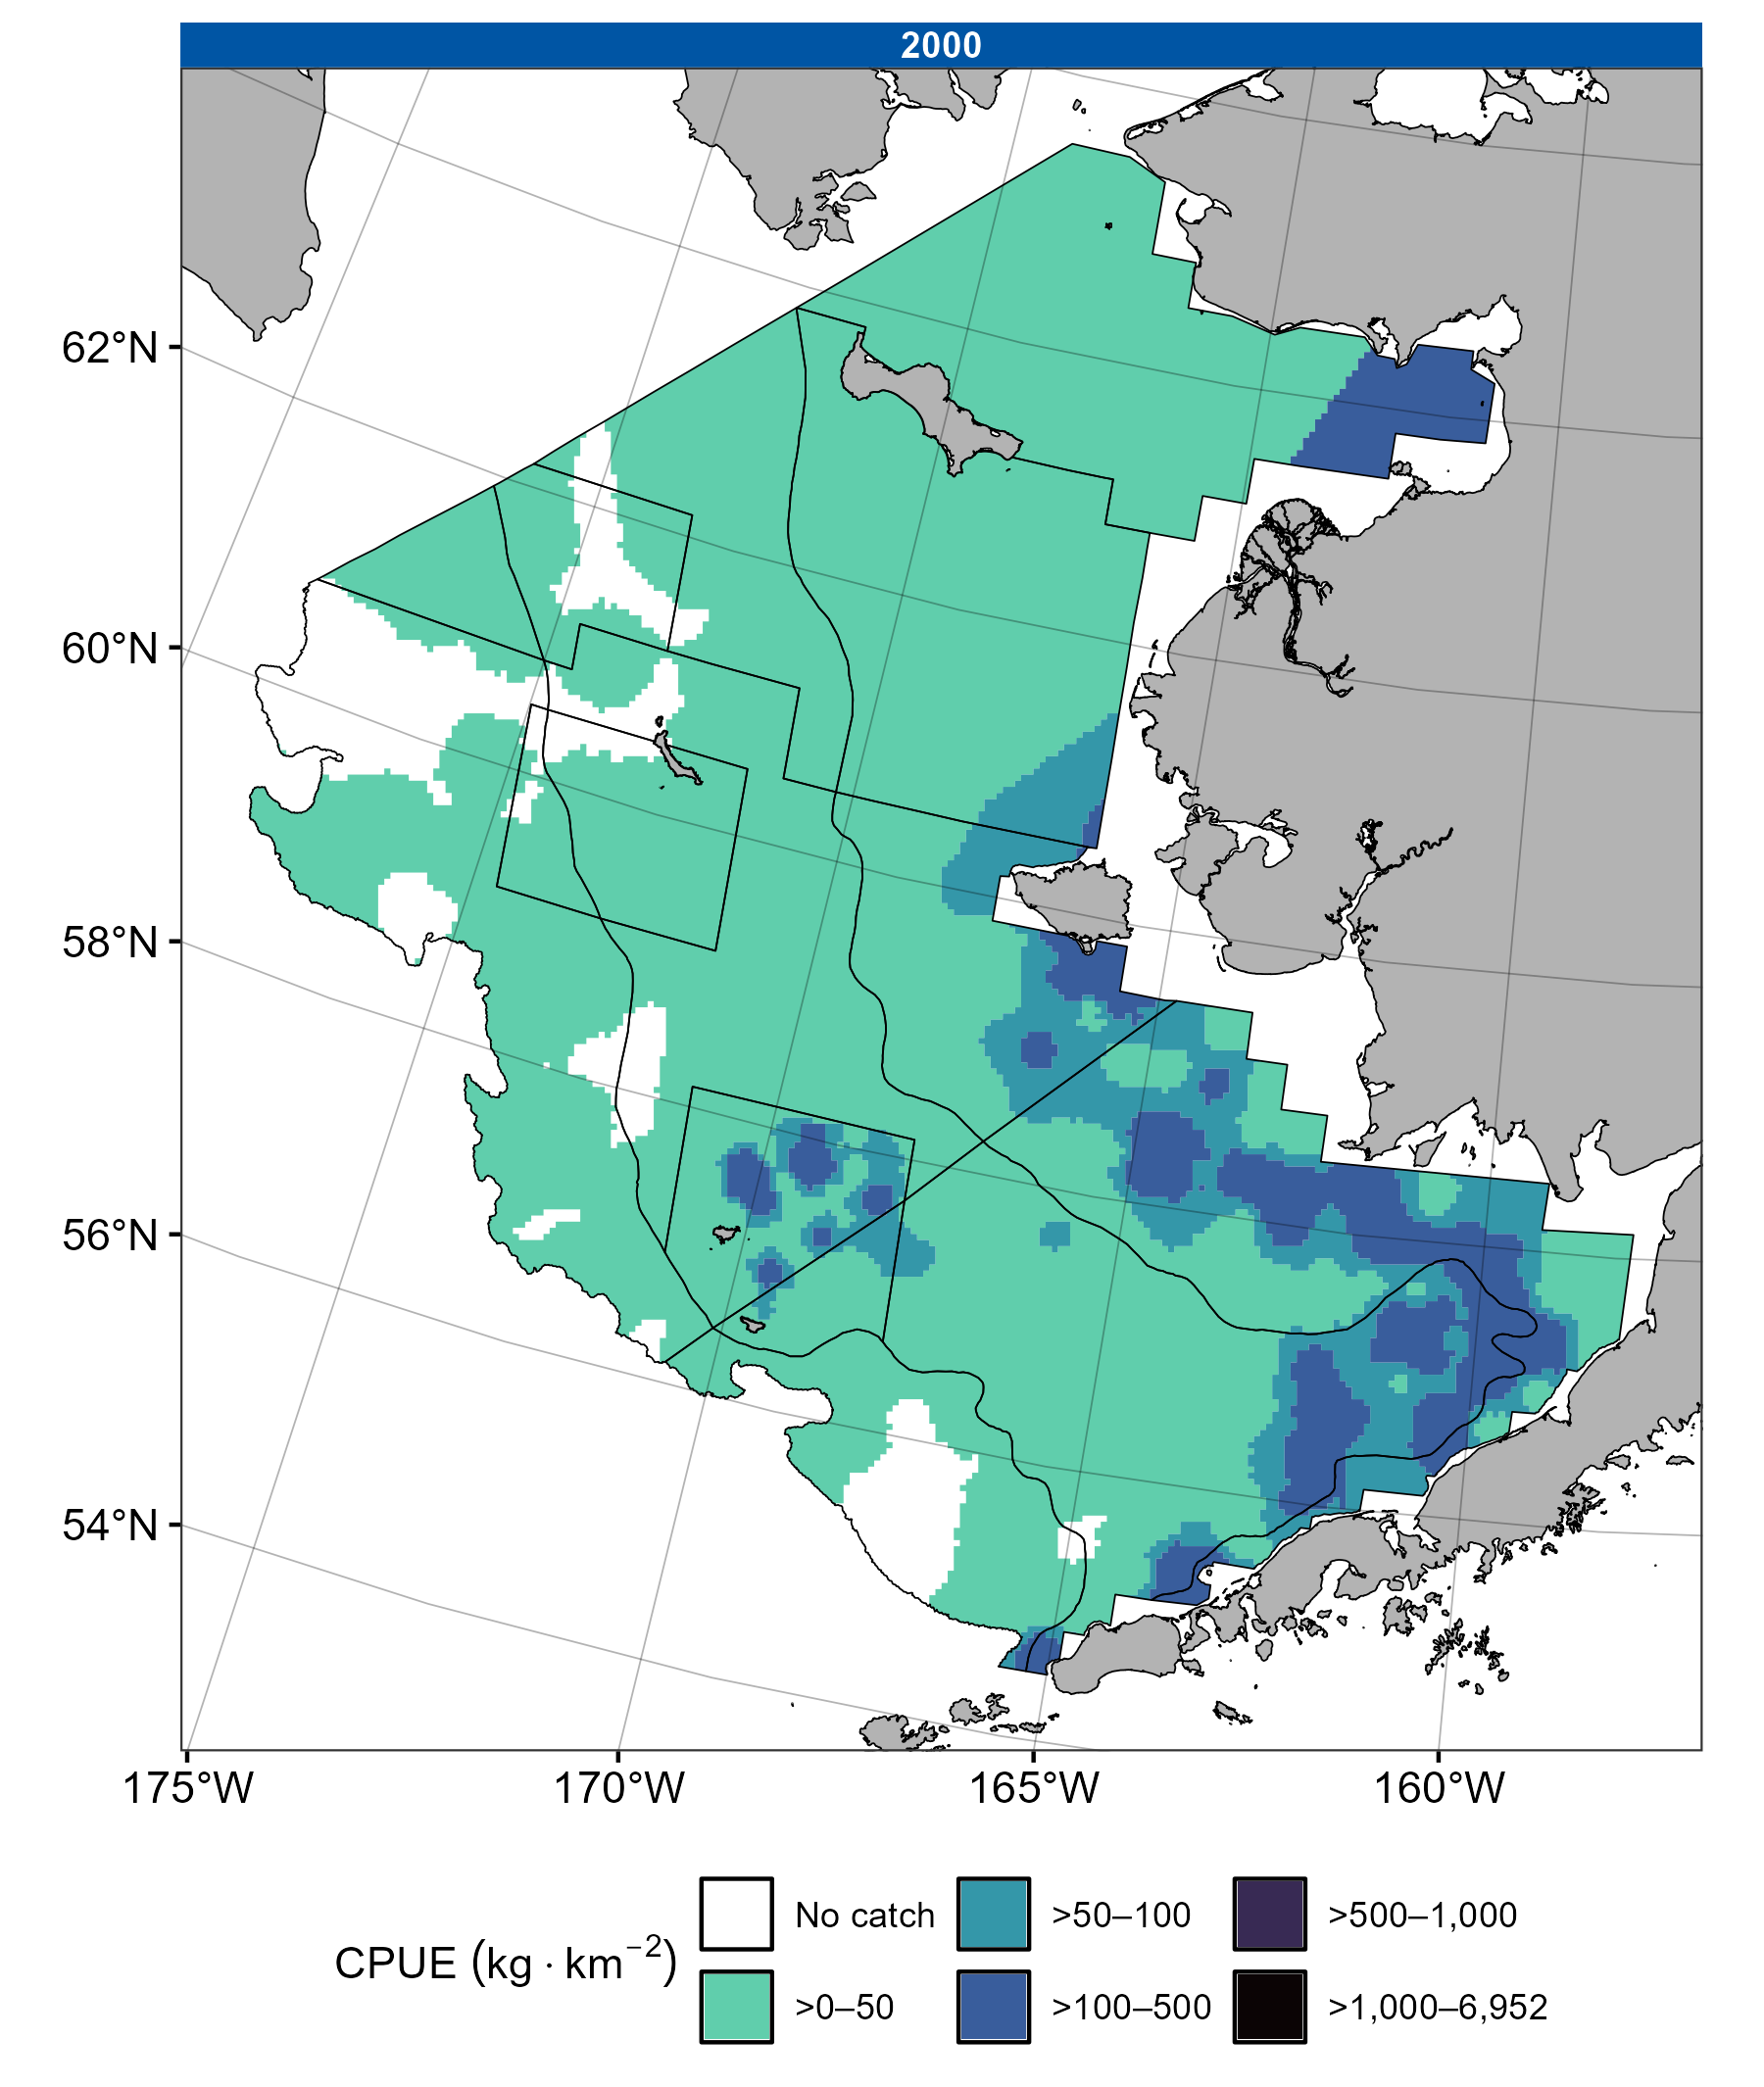 2000
62°N
60°N
58°N
56°N
54°N
175°W 170°W 165°W 160°W
CPUE (kg · km⁻²)
No catch >50–100 >500–1,000
>0–50 >100–500 >1,000–6,952